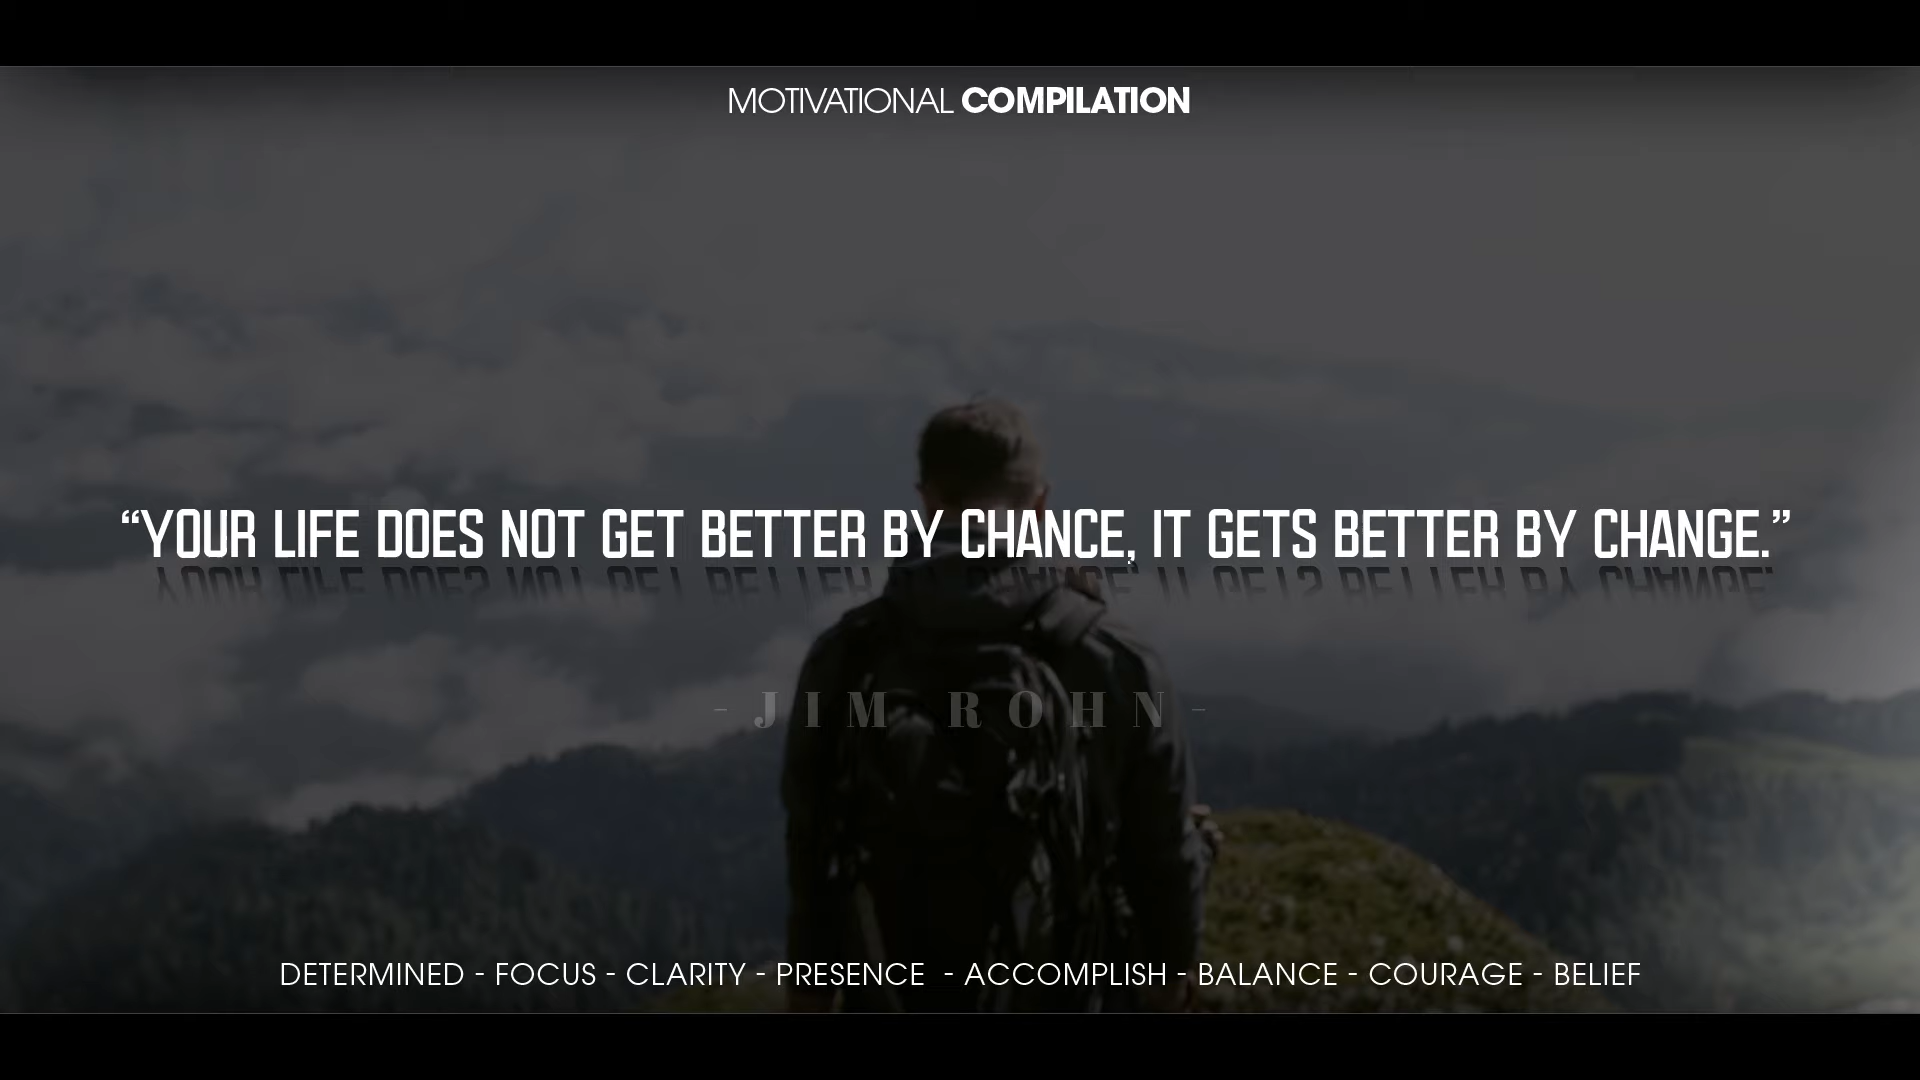 MOTIVATIONAL COMPILATION
“YOUR LIFE DOES NOT GET BETTER BY CHANCE, IT GETS BETTER BY CHANGE.”
- JIM ROHN -
DETERMINED - FOCUS - CLARITY - PRESENCE - ACCOMPLISH - BALANCE - COURAGE - BELIEF